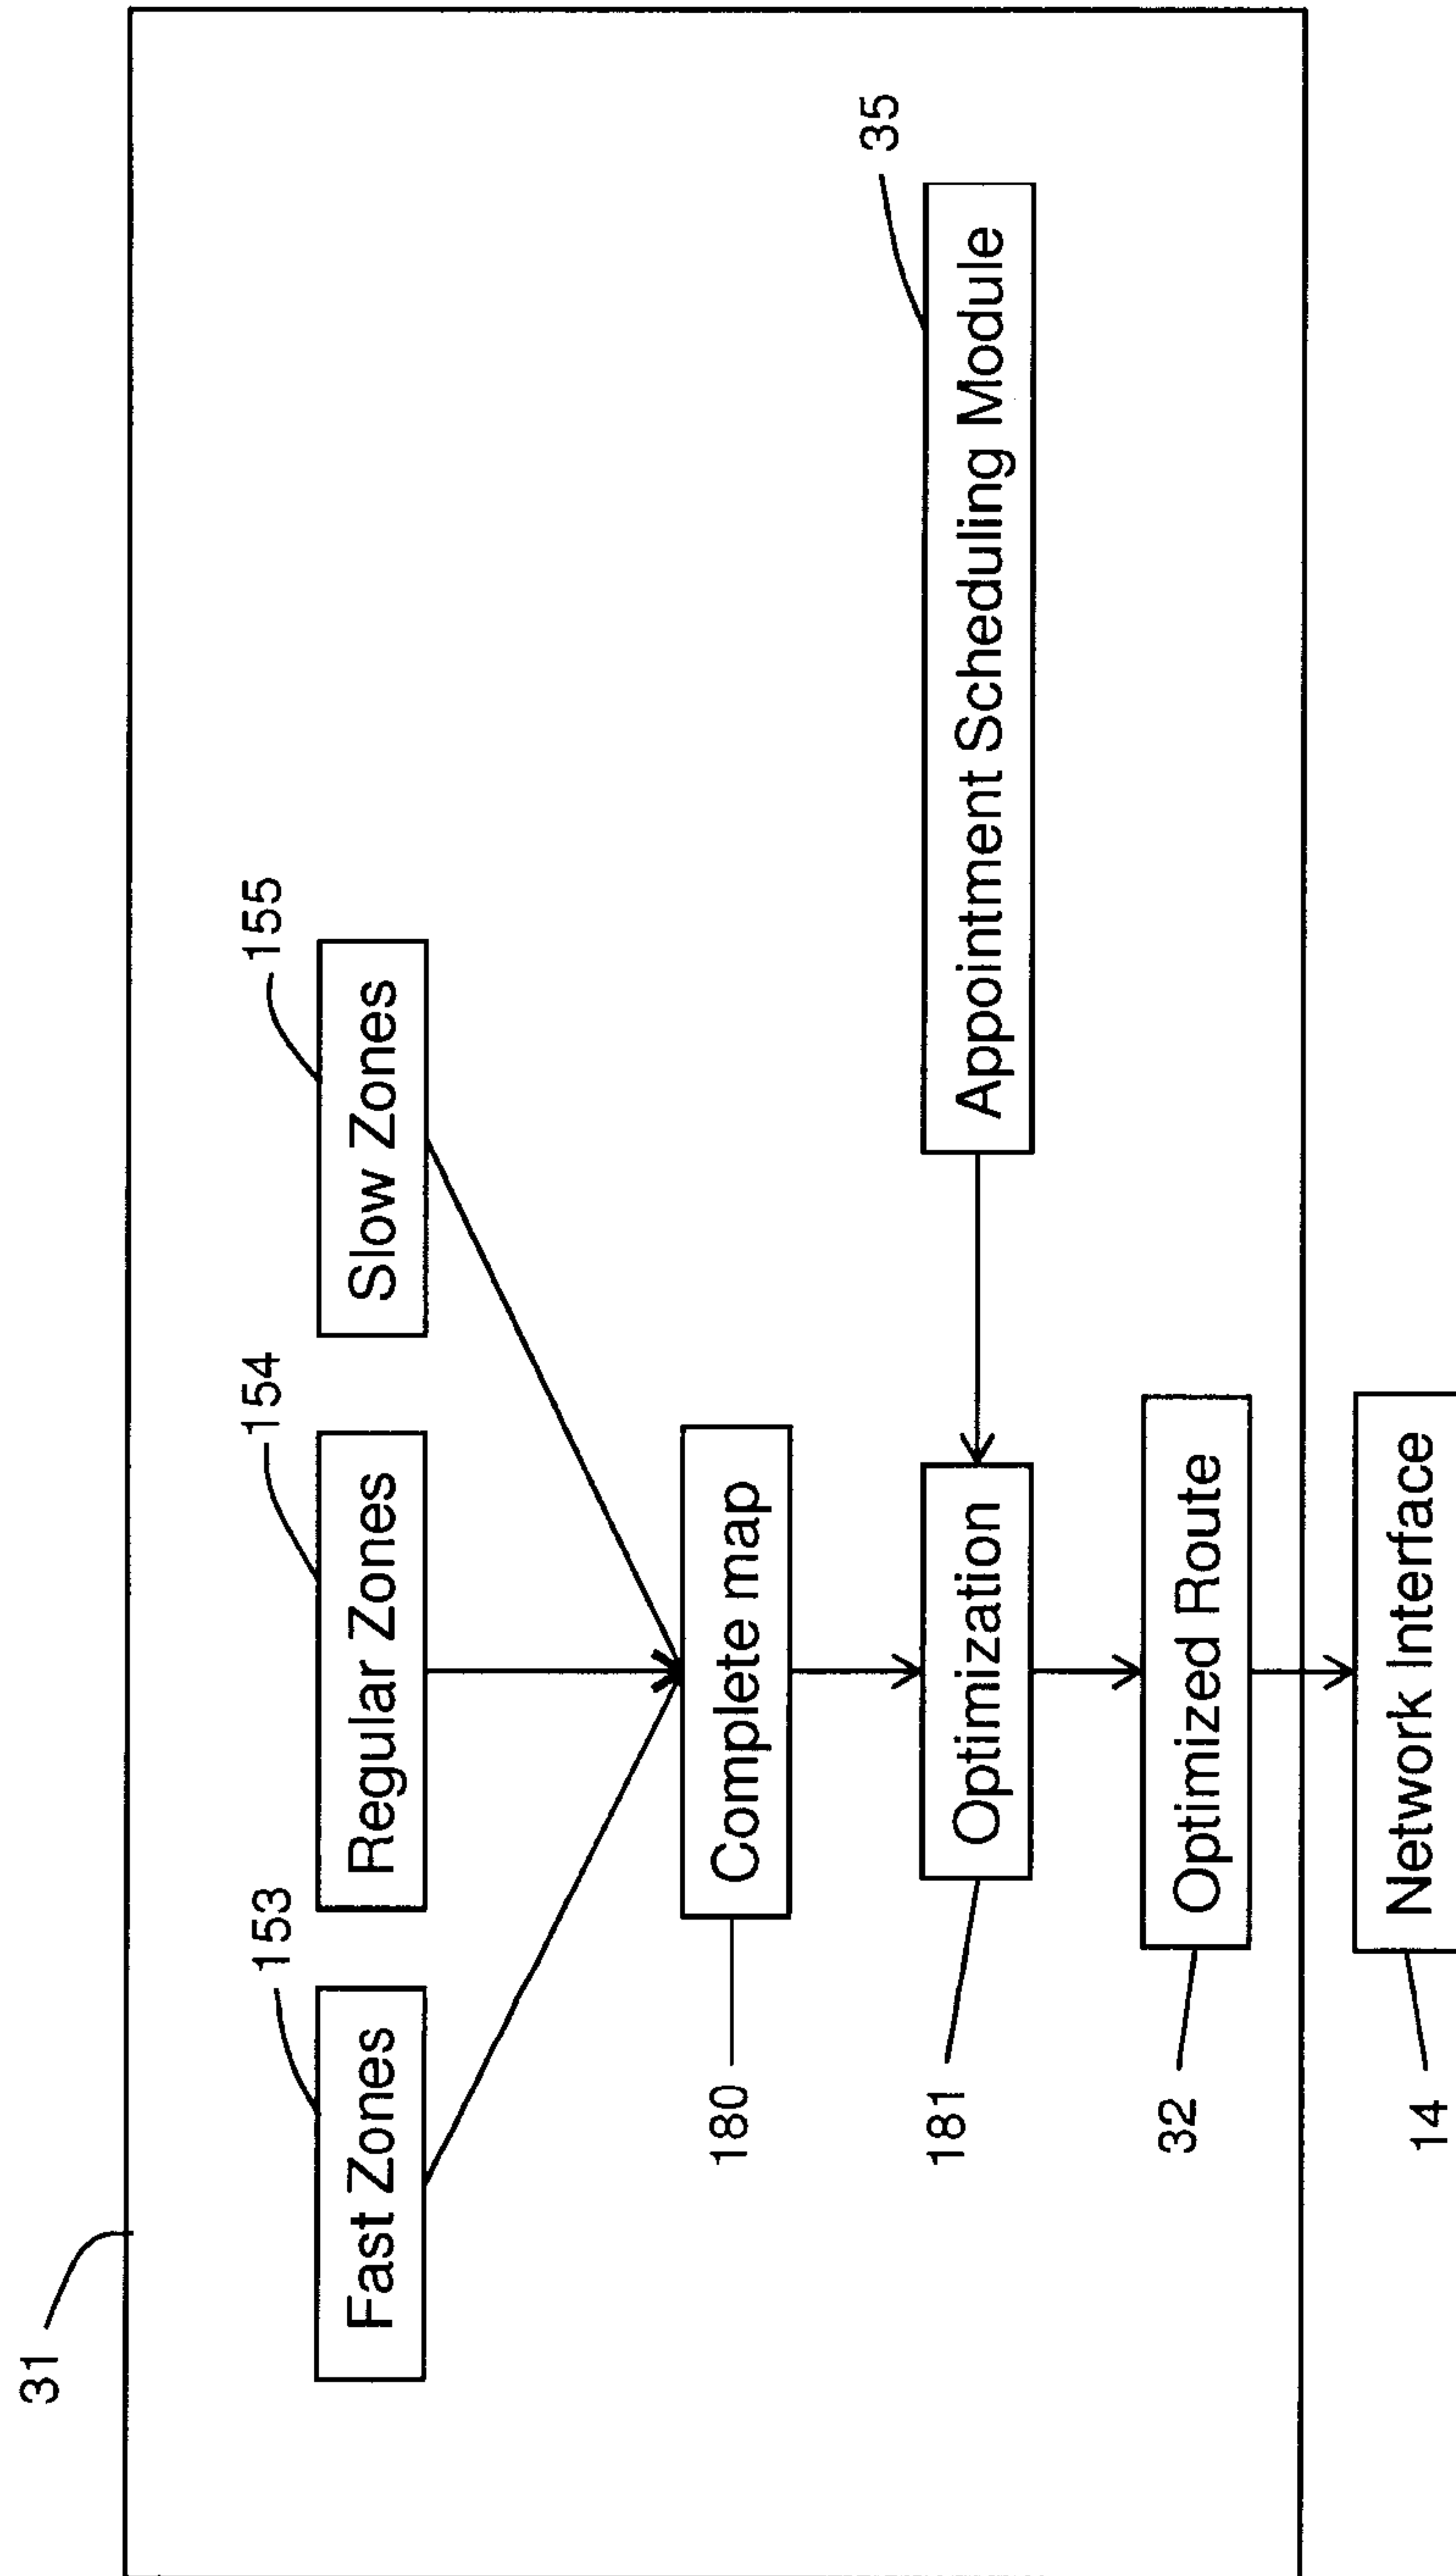 31
153
154
155
Fast Zones
Regular Zones
Slow Zones
180
Complete map
35
181
Optimization
Appointment Scheduling Module
32
Optimized Route
14
Network Interface